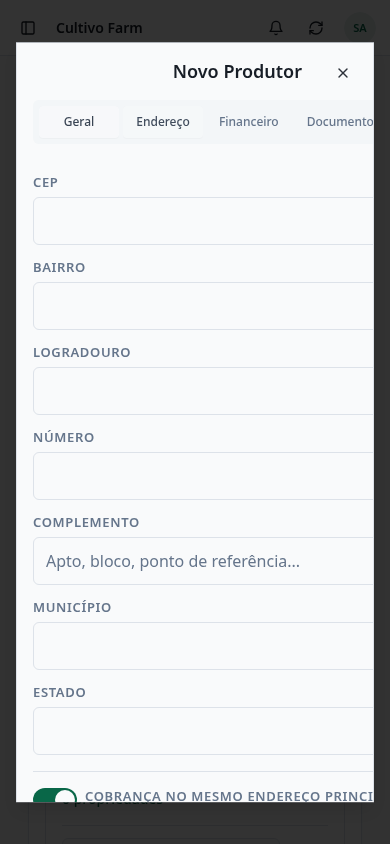 Cultivo Farm
SA
Novo Produtor
Geral Endereço Financeiro Documento
CEP
BAIRRO
LOGRADOURO
NÚMERO
COMPLEMENTO
Apto, bloco, ponto de referência...
MUNICÍPIO
ESTADO
COBRANÇA NO MESMO ENDEREÇO PRINCI